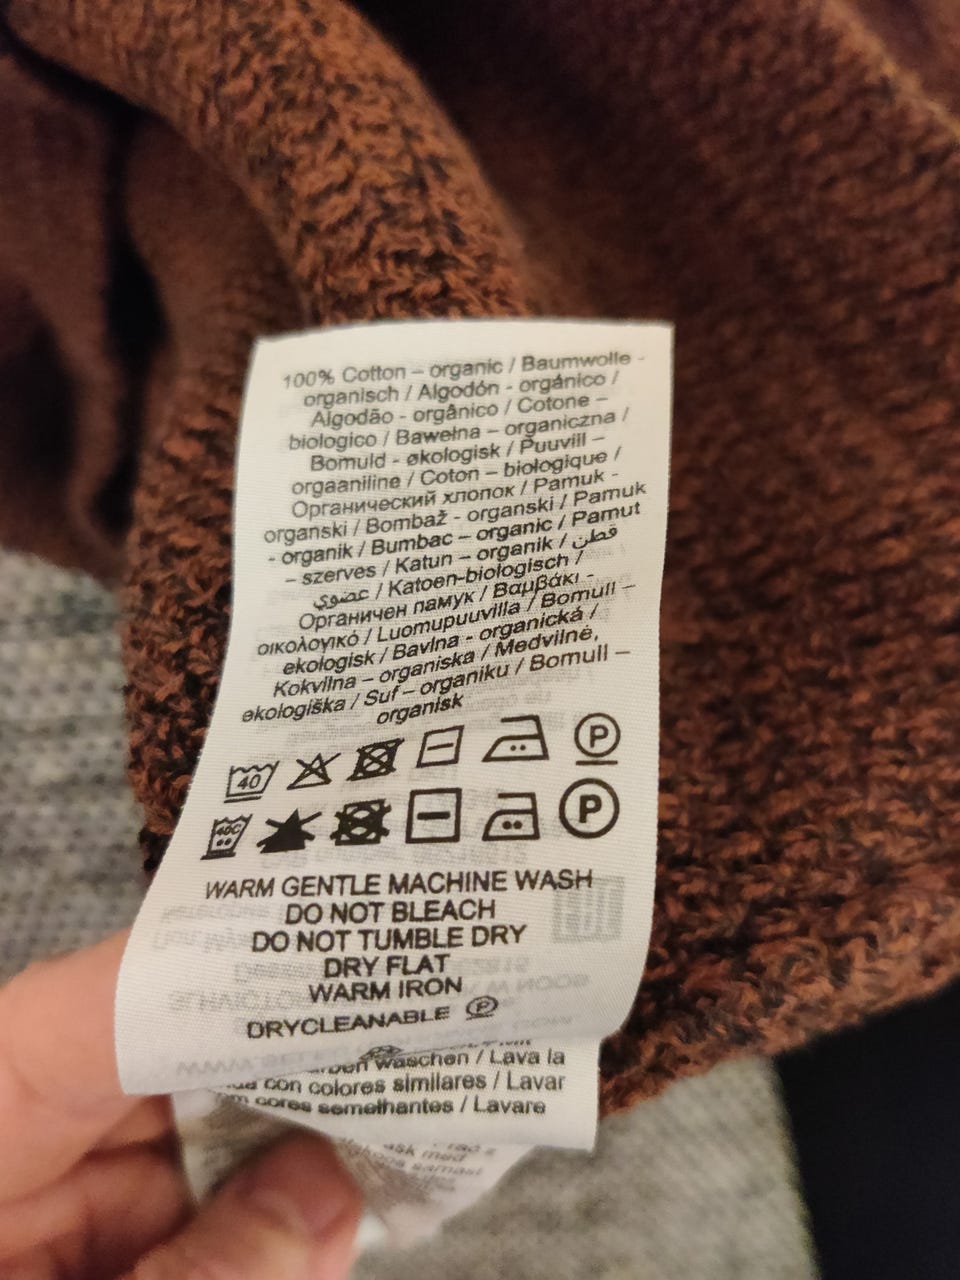 100% Cotton – organic / Baumwolle -
organisch / Algodón - orgánico /
Algodão - orgânico / Cotone –
biologico / Bawełna – organiczna /
Bomuld - økologisk / Puuvill –
orgaaniline / Coton – biologique /
Органический хлопок / Pamuk -
organski / Bombaž - organski / Pamuk
- organik / Bumbac – organic / Pamut
– szerves / Katun – organik / قطن
عضوي / Katoen-biologisch /
Органичен памук / Βαμβάκι -
οικολογικό / Luomupuuvilla / Bomull –
ekologisk / Bavlna - organická /
Kokvilna – organiska / Medvilnė,
ekologiška / Suf – organiku / Bomull –
organisk
40 P
40C P
WARM GENTLE MACHINE WASH
DO NOT BLEACH
DO NOT TUMBLE DRY
DRY FLAT
WARM IRON
DRYCLEANABLE P
waschen / Lava la
con colores similares / Lavar
cores semelhantes / Lavare